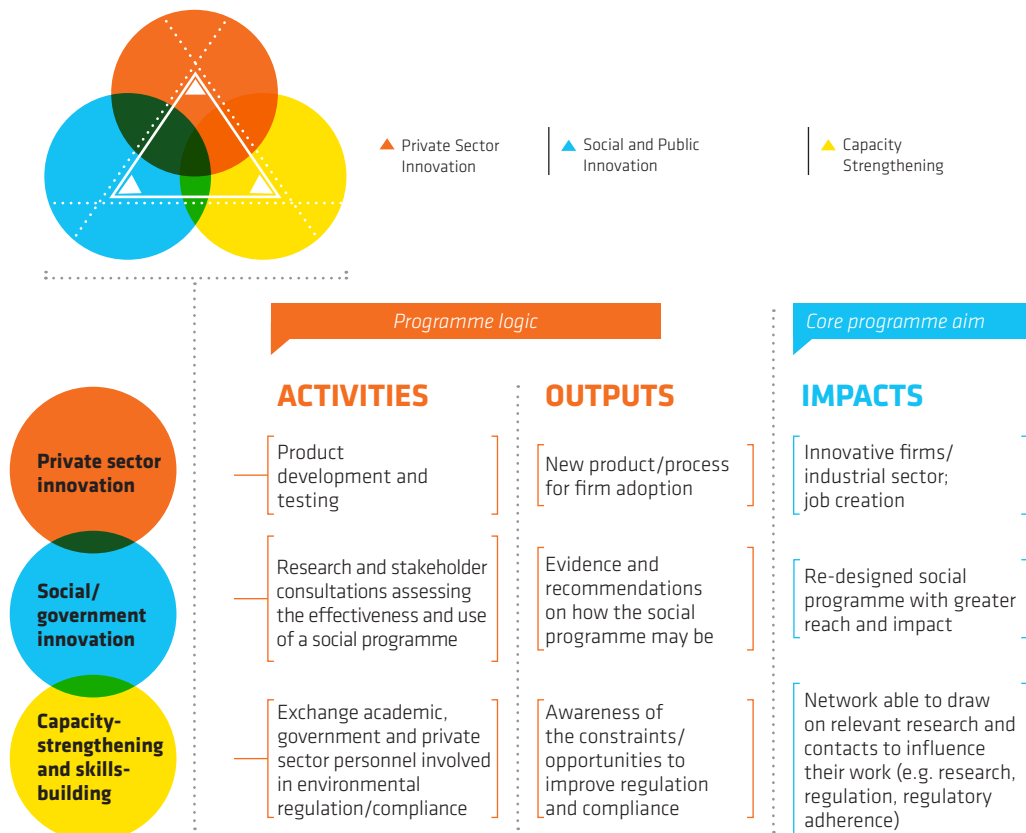 Private Sector
Innovation
Social and Public
Innovation
Capacity
Strengthening
Programme logic
Core programme aim
ACTIVITIES
OUTPUTS
IMPACTS
Private sector
innovation
Product
development and
testing
New product/process
for firm adoption
Innovative firms/
industrial sector;
job creation
Social/
government
innovation
Research and stakeholder
consultations assessing
the effectiveness and use
of a social programme
Evidence and
recommendations
on how the social
programme may be
Re-designed social
programme with greater
reach and impact
Capacity-
strengthening
and skills-
building
Exchange academic,
government and private
sector personnel involved
in environmental
regulation/compliance
Awareness of
the constraints/
opportunities to
improve regulation
and compliance
Network able to draw
on relevant research and
contacts to influence
their work (e.g. research,
regulation, regulatory
adherence)